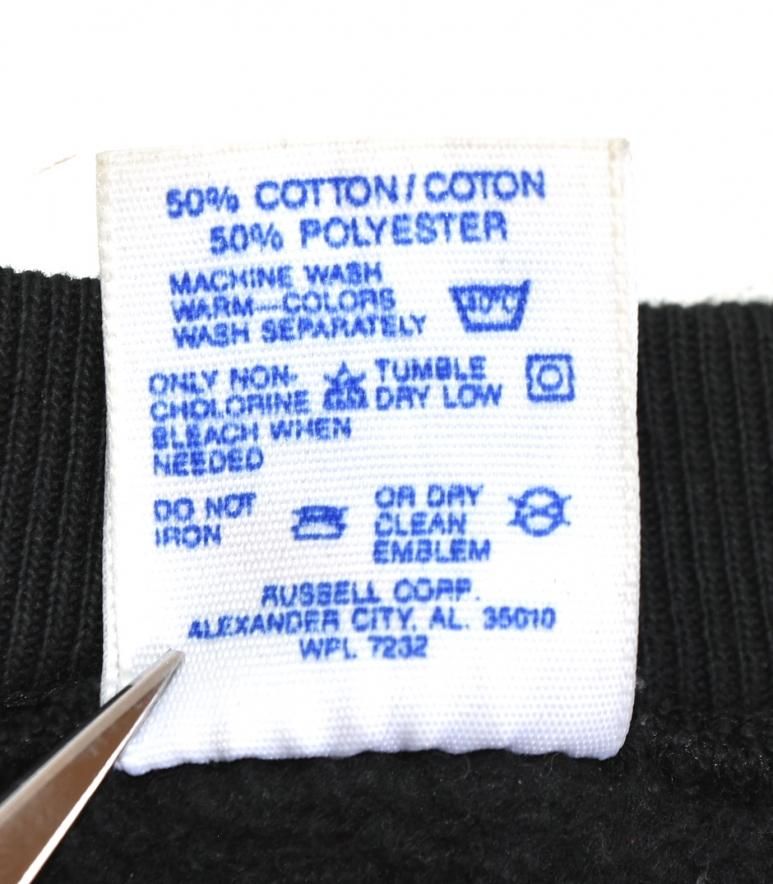 50% COTTON/COTON
50% POLYESTER
MACHINE WASH
WARM—COLORS
WASH SEPARATELY
40°C
ONLY NON-
CHOLORINE
BLEACH WHEN
NEEDED
TUMBLE
DRY LOW
DO NOT
IRON
OR DRY
CLEAN
EMBLEM
RUSSELL CORP.
ALEXANDER CITY, AL. 35010
WPL 7232